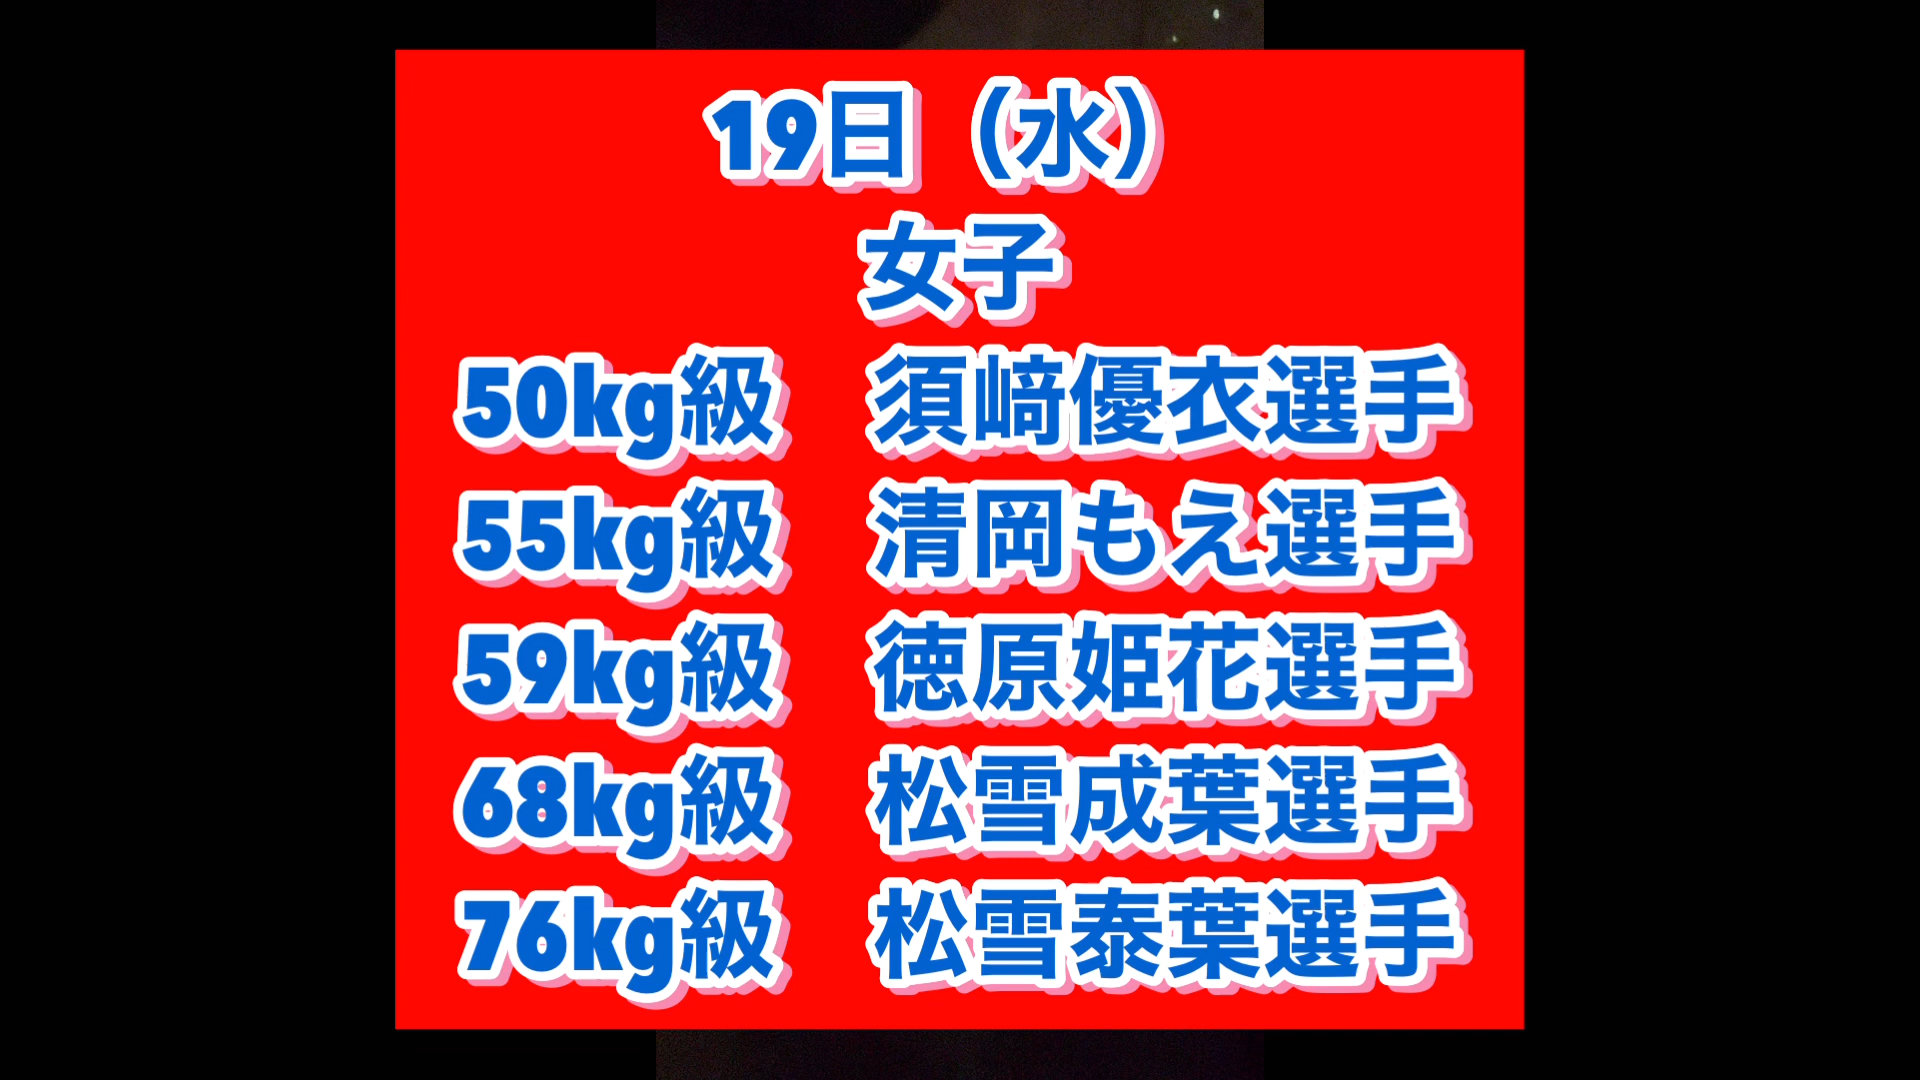 19日（水）
女子
50kg級　須﨑優衣選手
55kg級　清岡もえ選手
59kg級　徳原姫花選手
68kg級　松雪成葉選手
76kg級　松雪泰葉選手